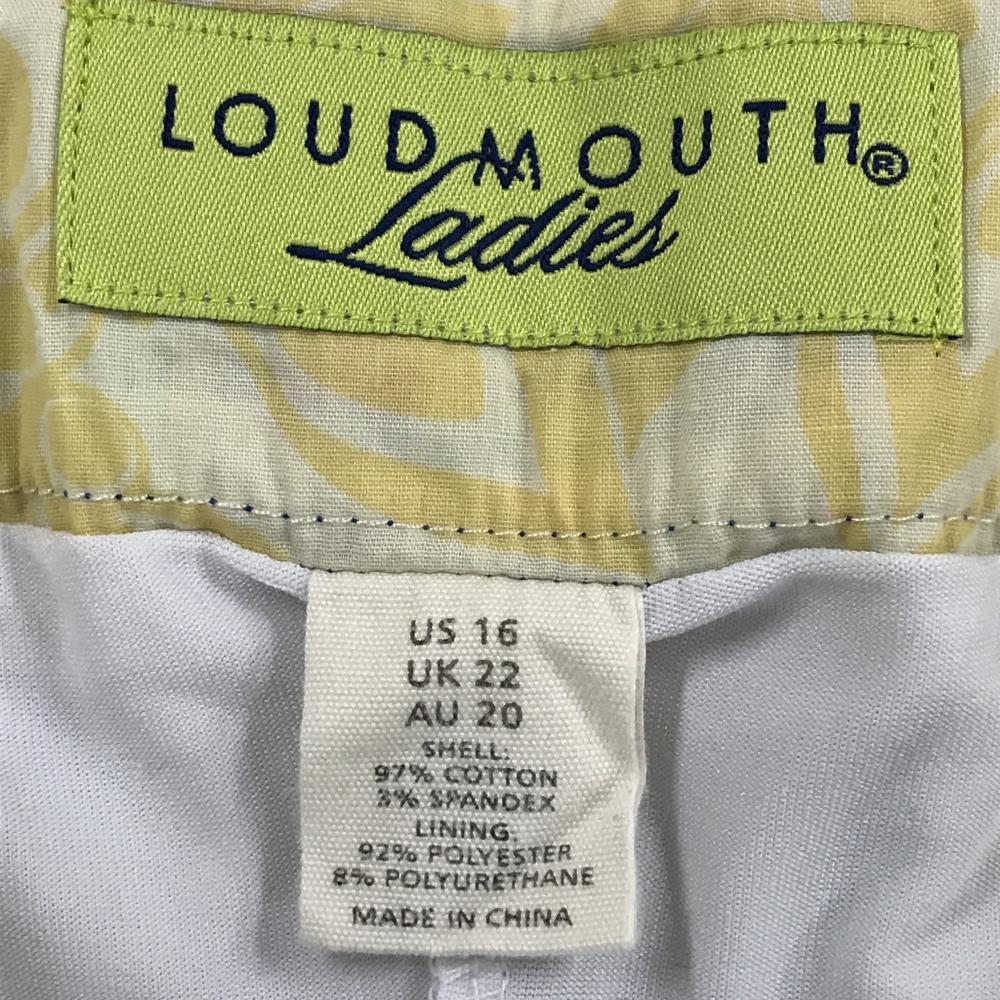 LOUDMOUTH®
Ladies
US 16
UK 22
AU 20
SHELL:
97% COTTON
3% SPANDEX
LINING:
92% POLYESTER
8% POLYURETHANE
MADE IN CHINA